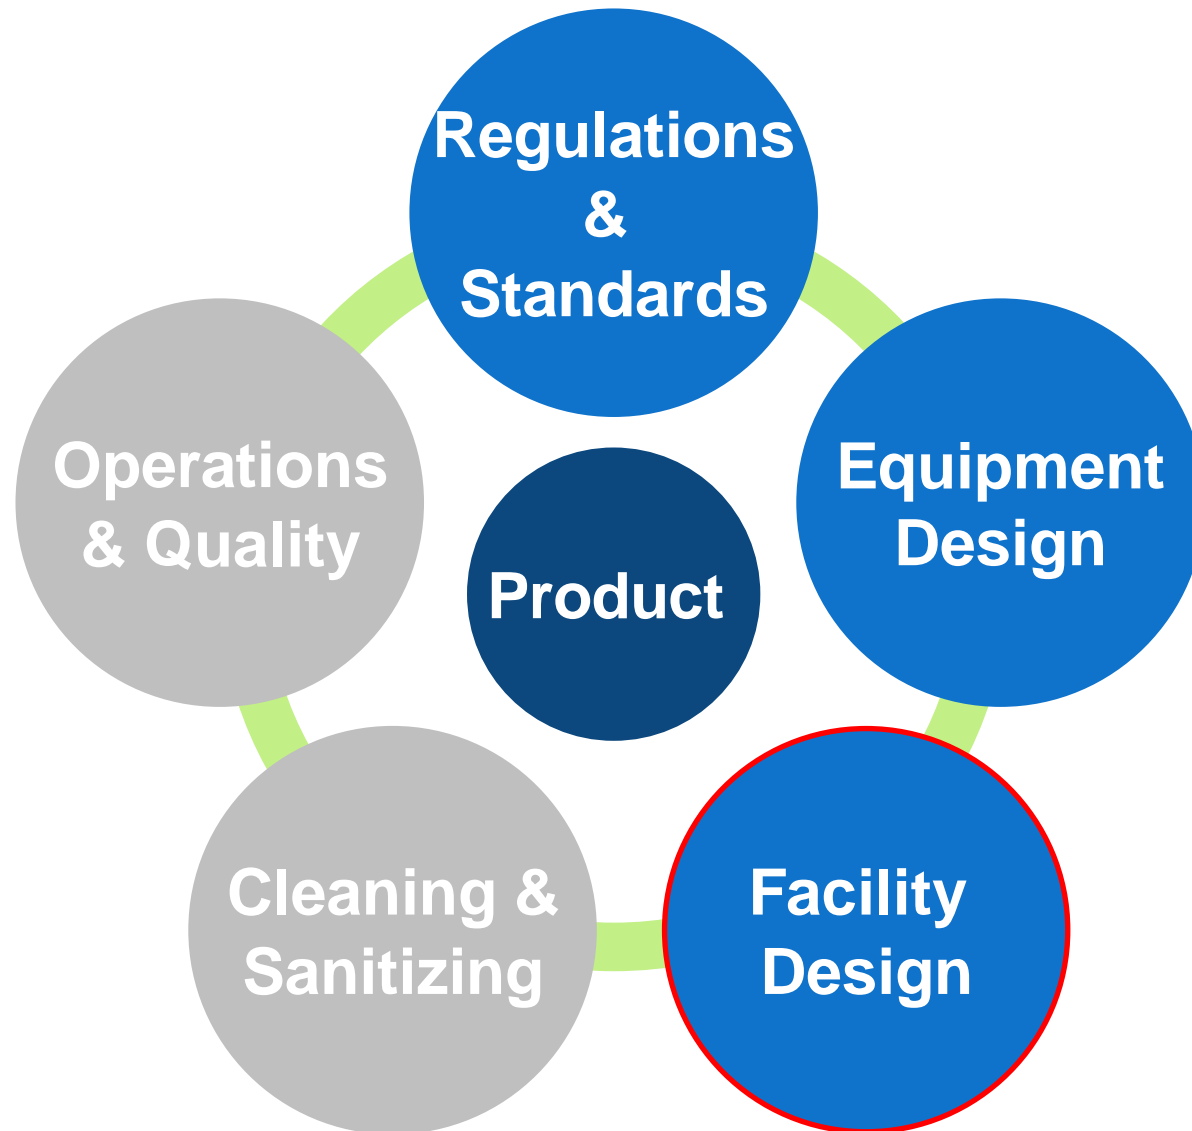 Regulations
&
Standards
Equipment
Design
Facility
Design
Cleaning &
Sanitizing
Operations
& Quality
Product